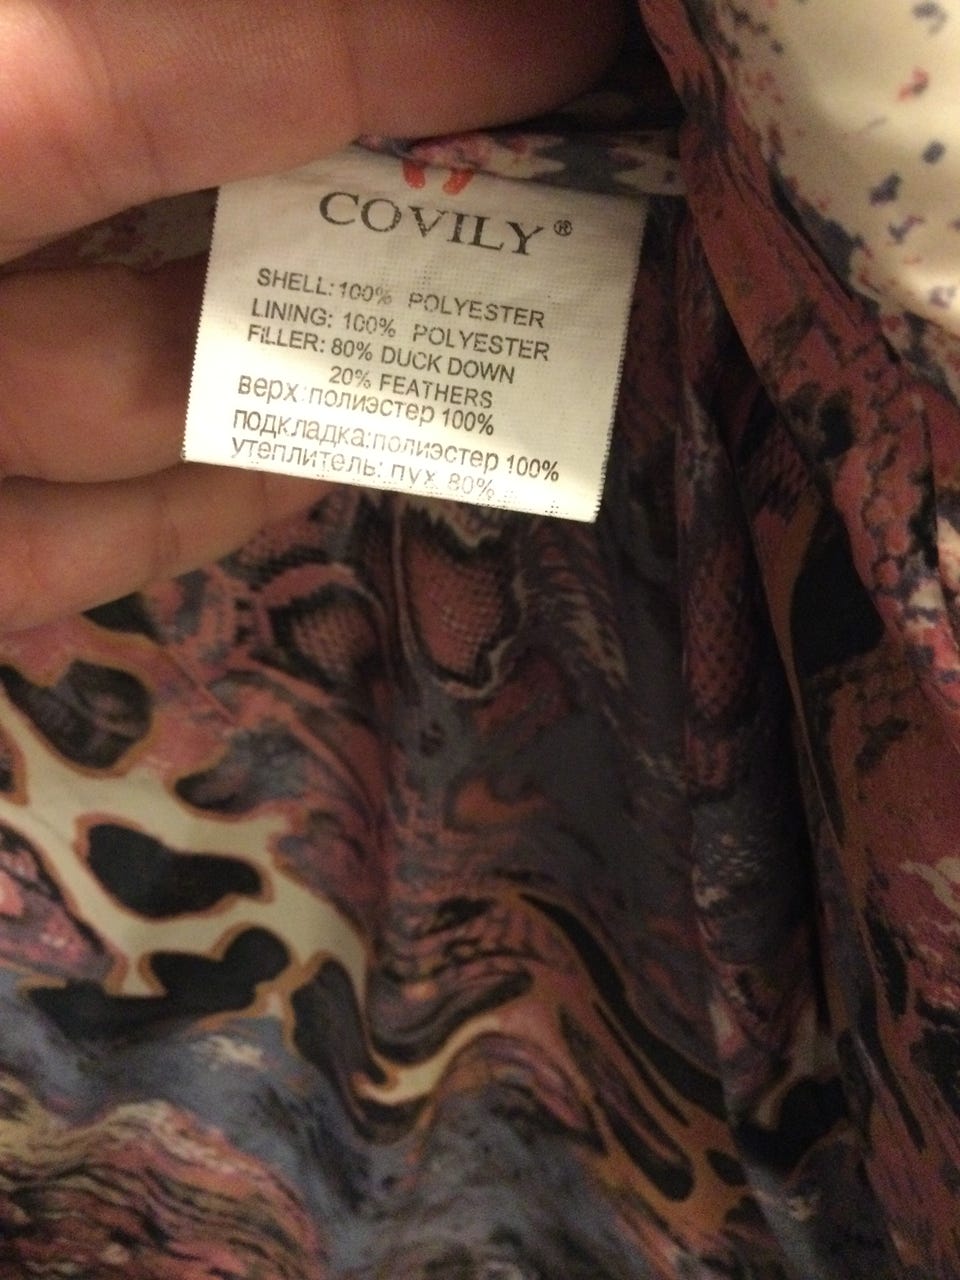 COVILY®
SHELL: 100% POLYESTER
LINING: 100% POLYESTER
FILLER: 80% DUCK DOWN
20% FEATHERS
верх:полиэстер 100%
подкладка:полиэстер 100%
утеплитель: пух 80%